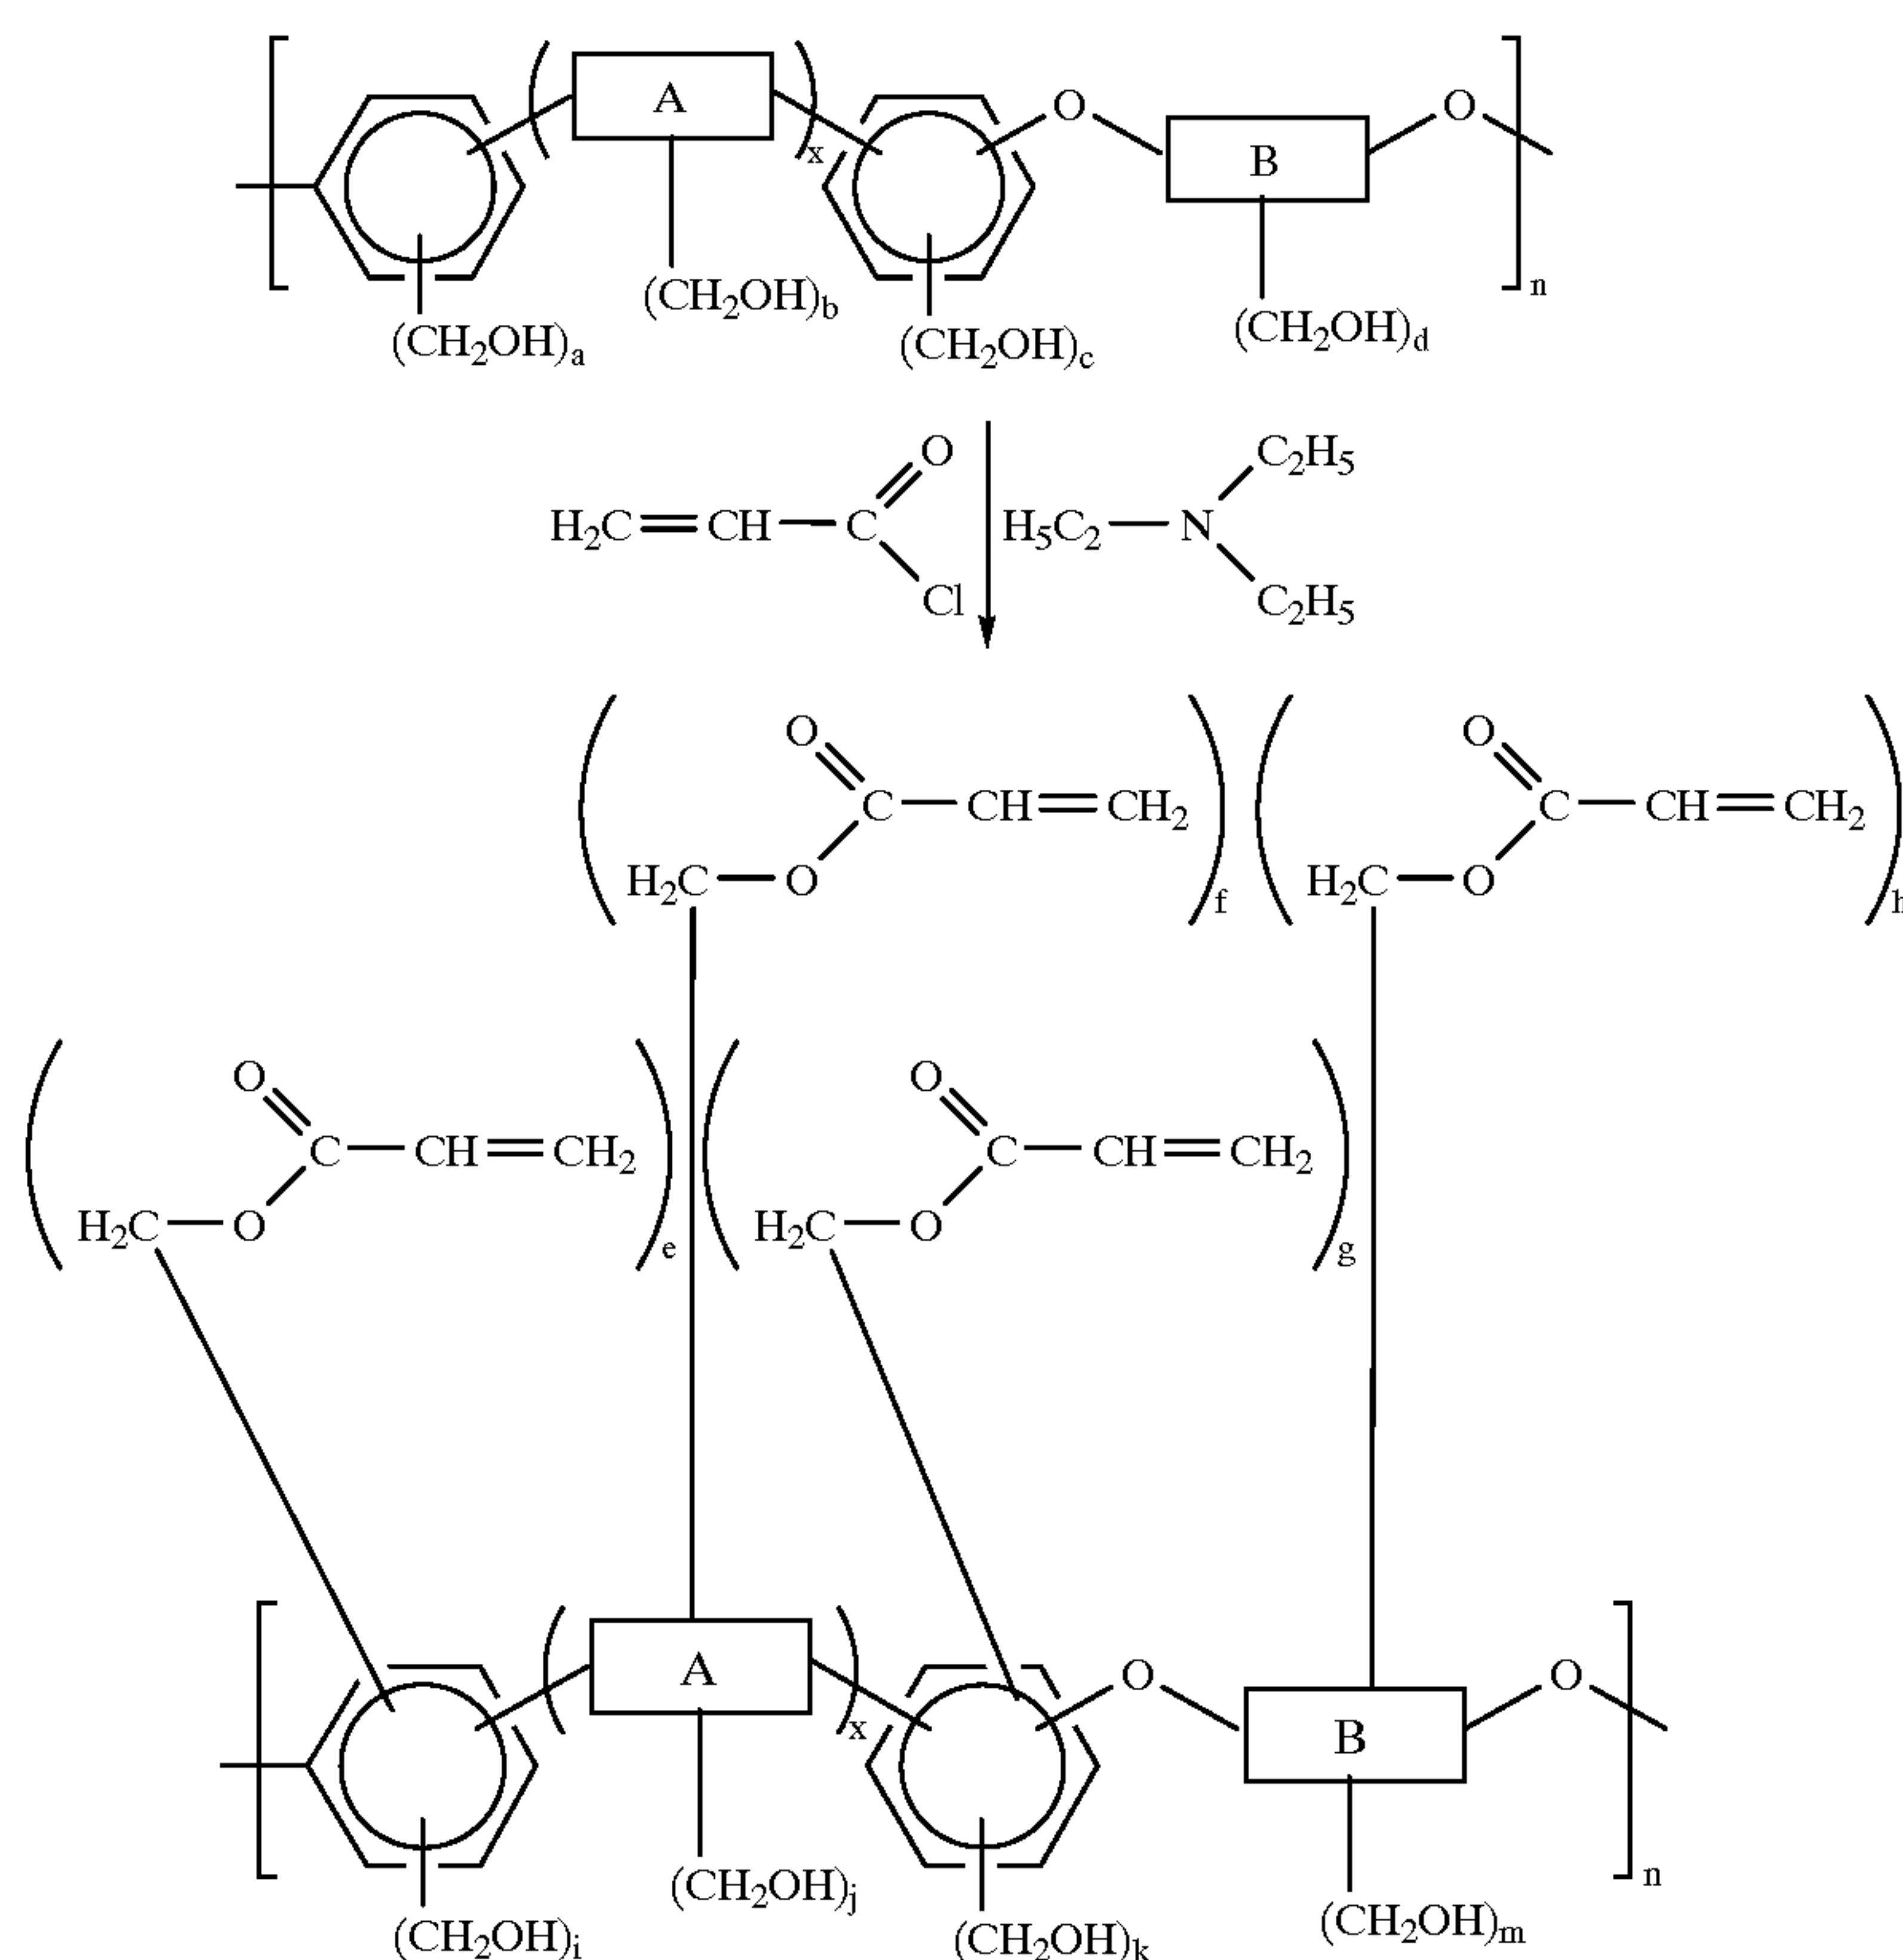 A O O
x B
n
(CH2OH)a (CH2OH)b (CH2OH)c (CH2OH)d
O C2H5
H2C CH C H5C2 N
Cl C2H5
O O
C CH CH2 C CH CH2
H2C O H2C O
f h
O O
C CH CH2 C CH CH2
H2C O H2C O
e g
A O O
x B
n
(CH2OH)i (CH2OH)j (CH2OH)k (CH2OH)m